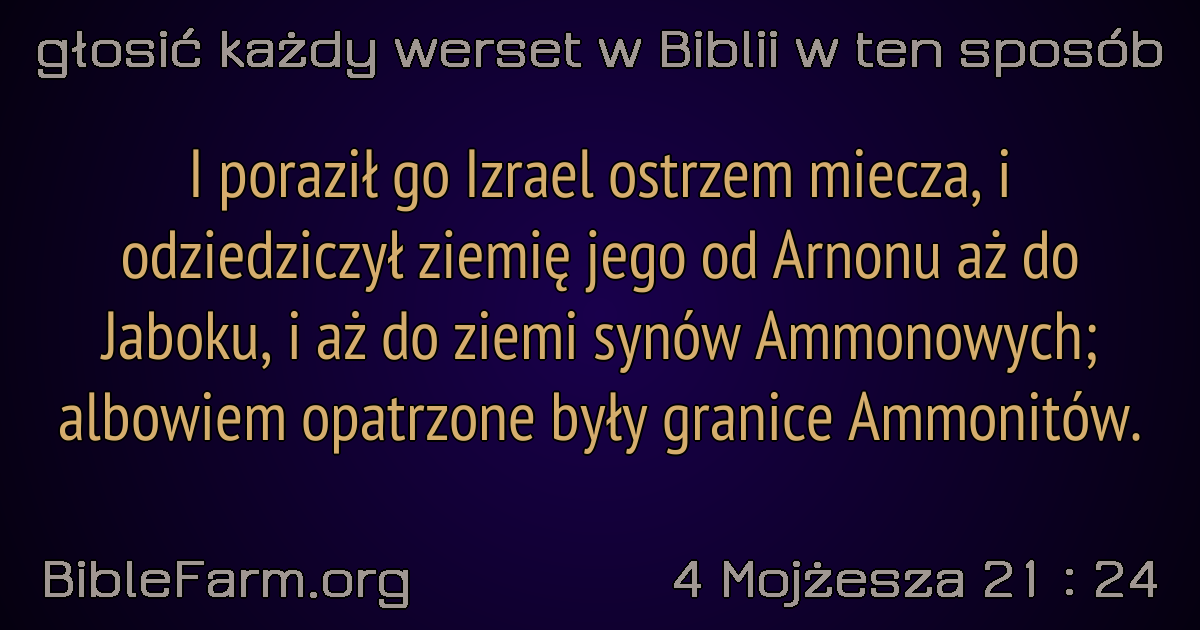 głosić każdy werset w Biblii w ten sposób
I poraził go Izrael ostrzem miecza, i
odziedziczył ziemię jego od Arnonu aż do
Jaboku, i aż do ziemi synów Ammonowych;
albowiem opatrzone były granice Ammonitów.
BibleFarm.org
4 Mojżesza 21 : 24